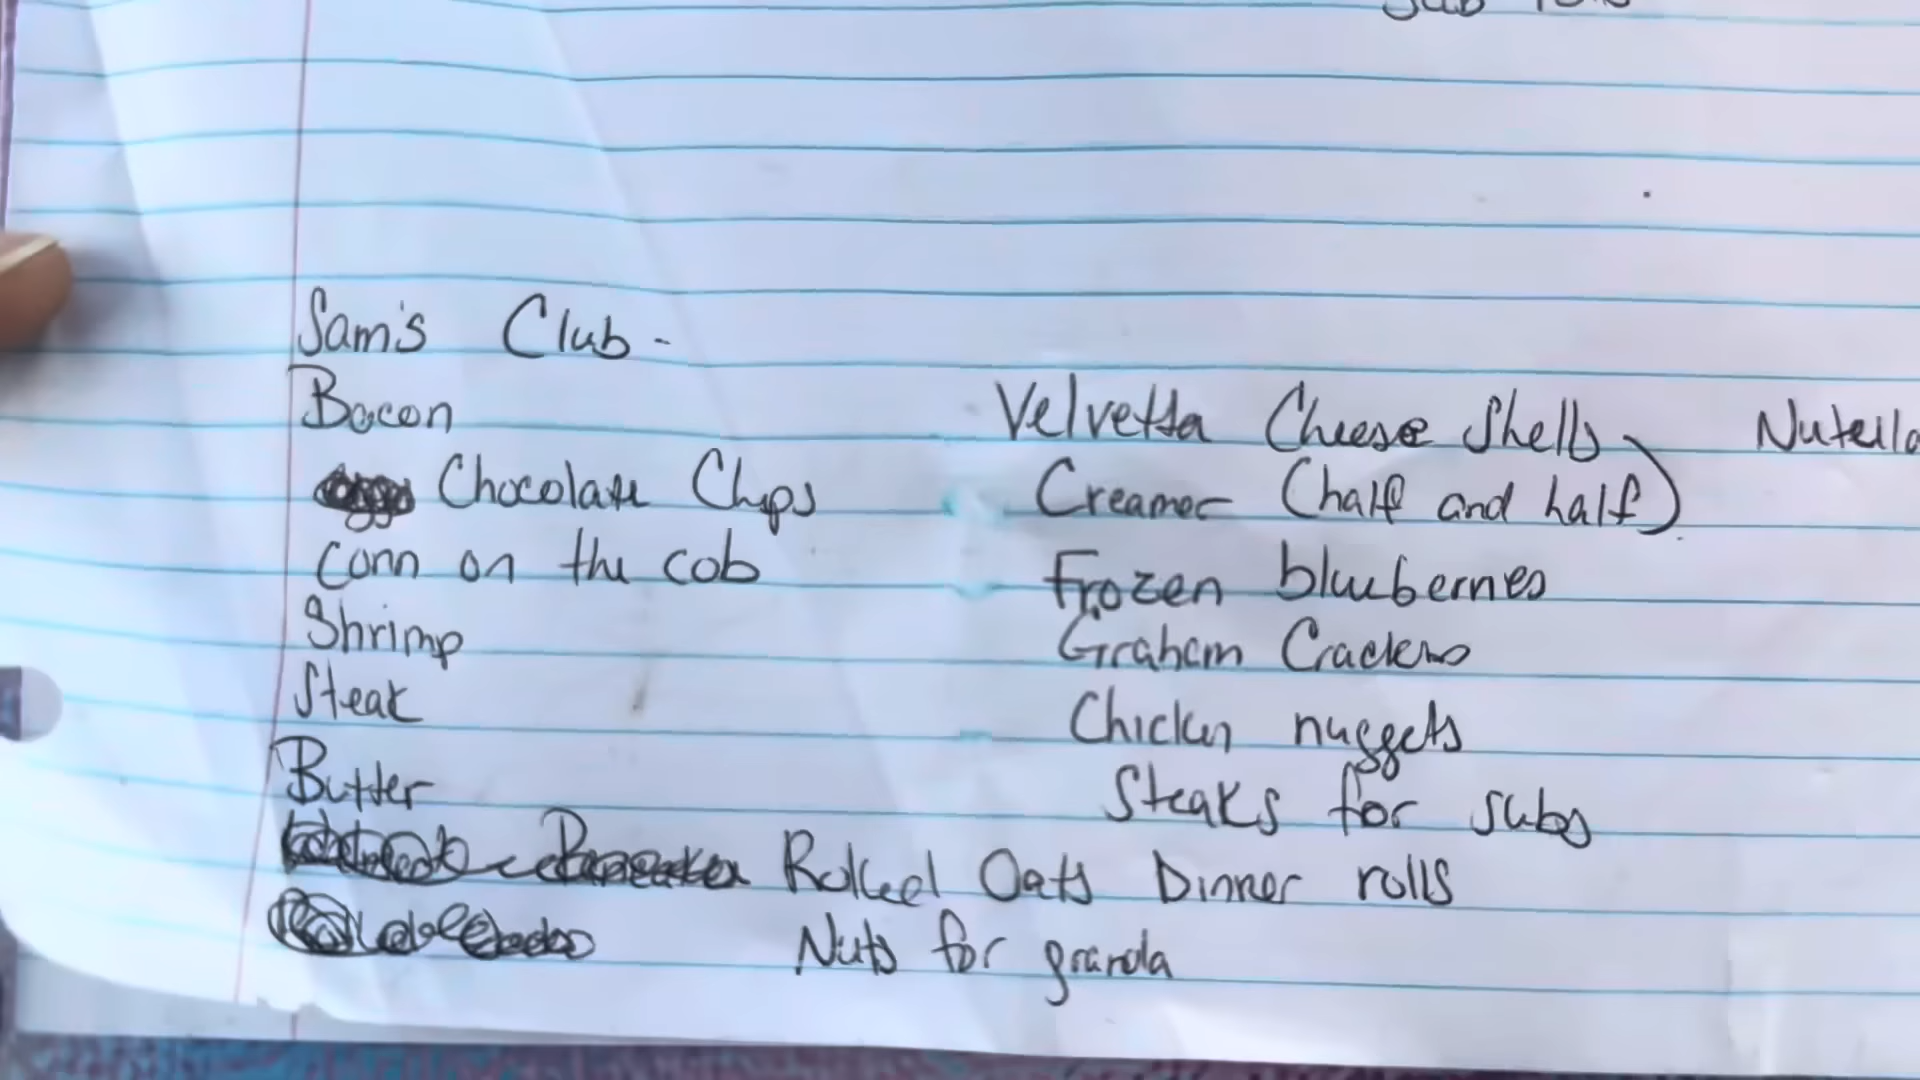 Sam's Club -
Bacon
Chocolate Chips
Corn on the cob
Shrimp
Steak
Butter
Rolled Oats
Nuts for granola
Velvetta Cheese Shells
Creamer (half and half)
Frozen blueberries
Graham Crackers
Chicken nuggets
Steaks for subs
Dinner rolls
Nutella